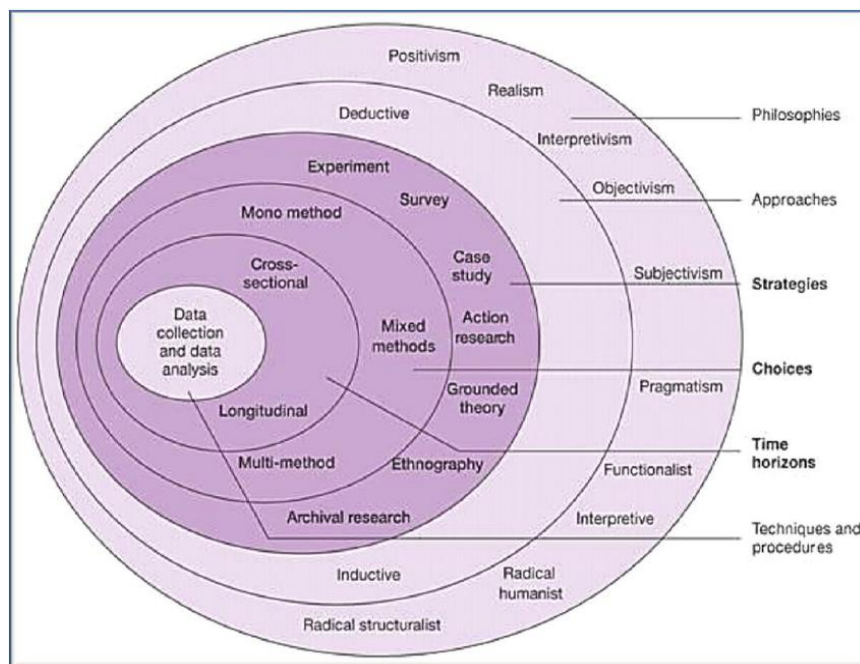 Positivism
Realism
Interpretivism
Objectivism
Subjectivism
Pragmatism
Functionalist
Interpretive
Radical
humanist
Radical structuralist
Deductive
Inductive
Experiment
Survey
Case
study
Action
research
Grounded
theory
Ethnography
Archival research
Mono method
Mixed
methods
Multi-method
Cross-
sectional
Longitudinal
Data
collection
and data
analysis
Philosophies
Approaches
Strategies
Choices
Time
horizons
Techniques and
procedures